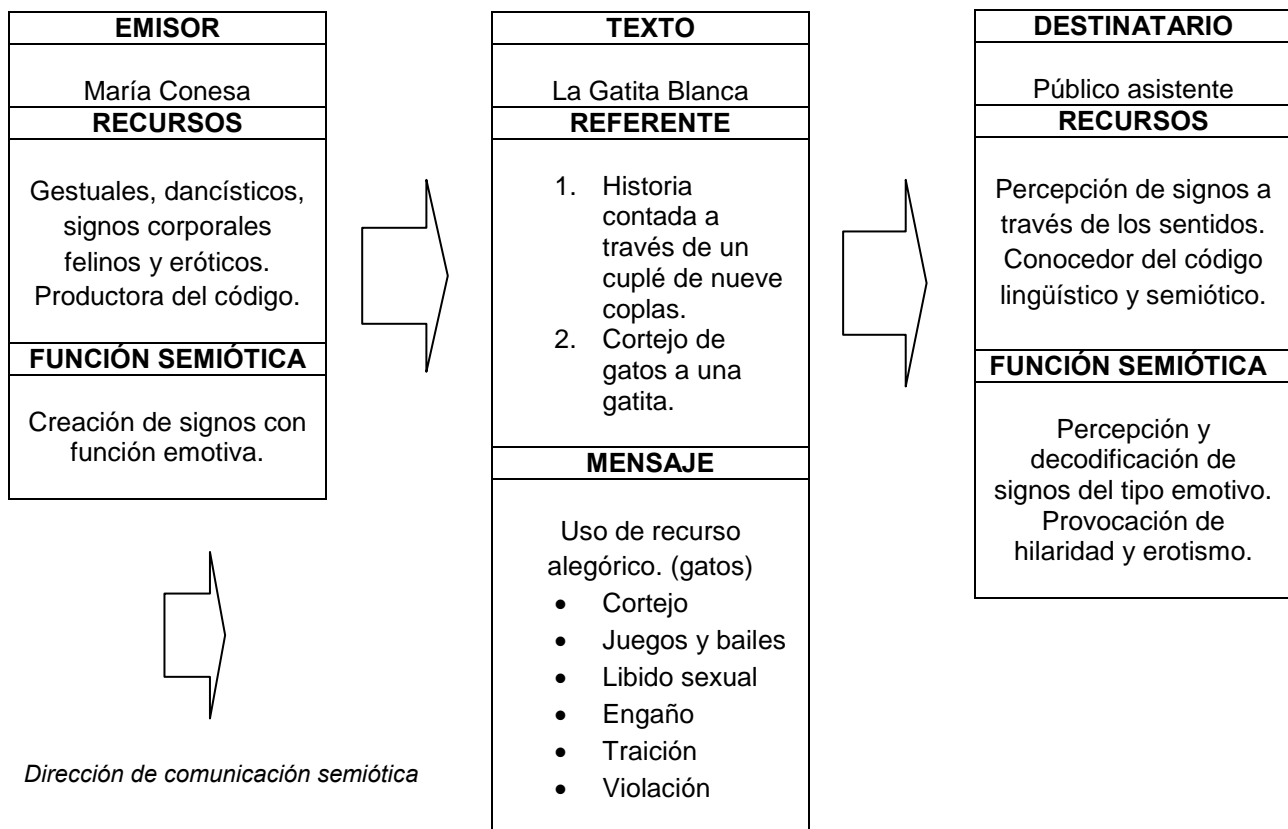 EMISOR
María Conesa
RECURSOS
Gestuales, dancísticos,
signos corporales
felinos y eróticos.
Productora del código.
FUNCIÓN SEMIÓTICA
Creación de signos con
función emotiva.
TEXTO
La Gatita Blanca
REFERENTE
1. Historia
contada a
través de un
cuplé de nueve
coplas.
2. Cortejo de
gatos a una
gatita.
MENSAJE
Uso de recurso
alegórico. (gatos)
• Cortejo
• Juegos y bailes
• Libido sexual
• Engaño
• Traición
• Violación
DESTINATARIO
Público asistente
RECURSOS
Percepción de signos a
través de los sentidos.
Conocedor del código
lingüístico y semiótico.
FUNCIÓN SEMIÓTICA
Percepción y
decodificación de
signos del tipo emotivo.
Provocación de
hilaridad y erotismo.
Dirección de comunicación semiótica